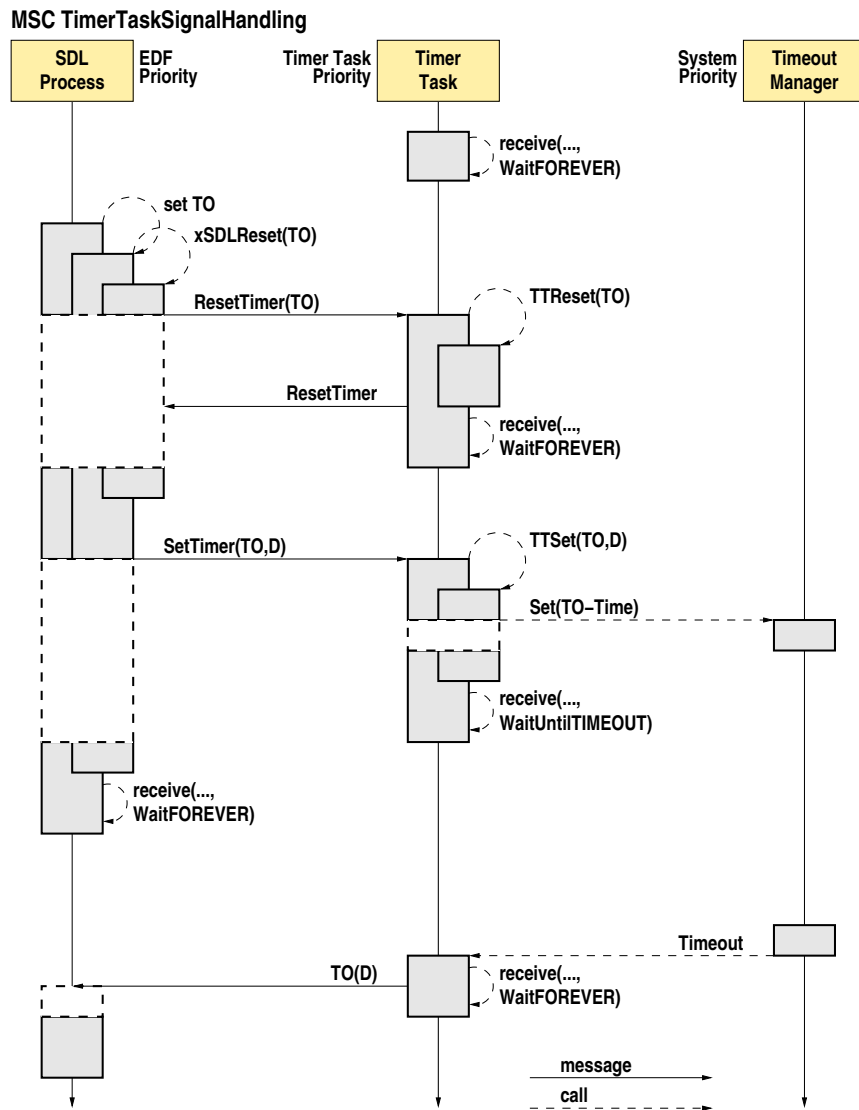 MSC TimerTaskSignalHandling
SDL
Process
EDF
Priority
Timer Task
Priority
Timer
Task
System
Priority
Timeout
Manager
receive(...,
WaitFOREVER)
set TO
xSDLReset(TO)
ResetTimer(TO)
TTReset(TO)
ResetTimer
receive(...,
WaitFOREVER)
SetTimer(TO,D)
TTSet(TO,D)
Set(TO−Time)
receive(...,
WaitUntilTIMEOUT)
receive(...,
WaitFOREVER)
Timeout
TO(D)
receive(...,
WaitFOREVER)
message
call